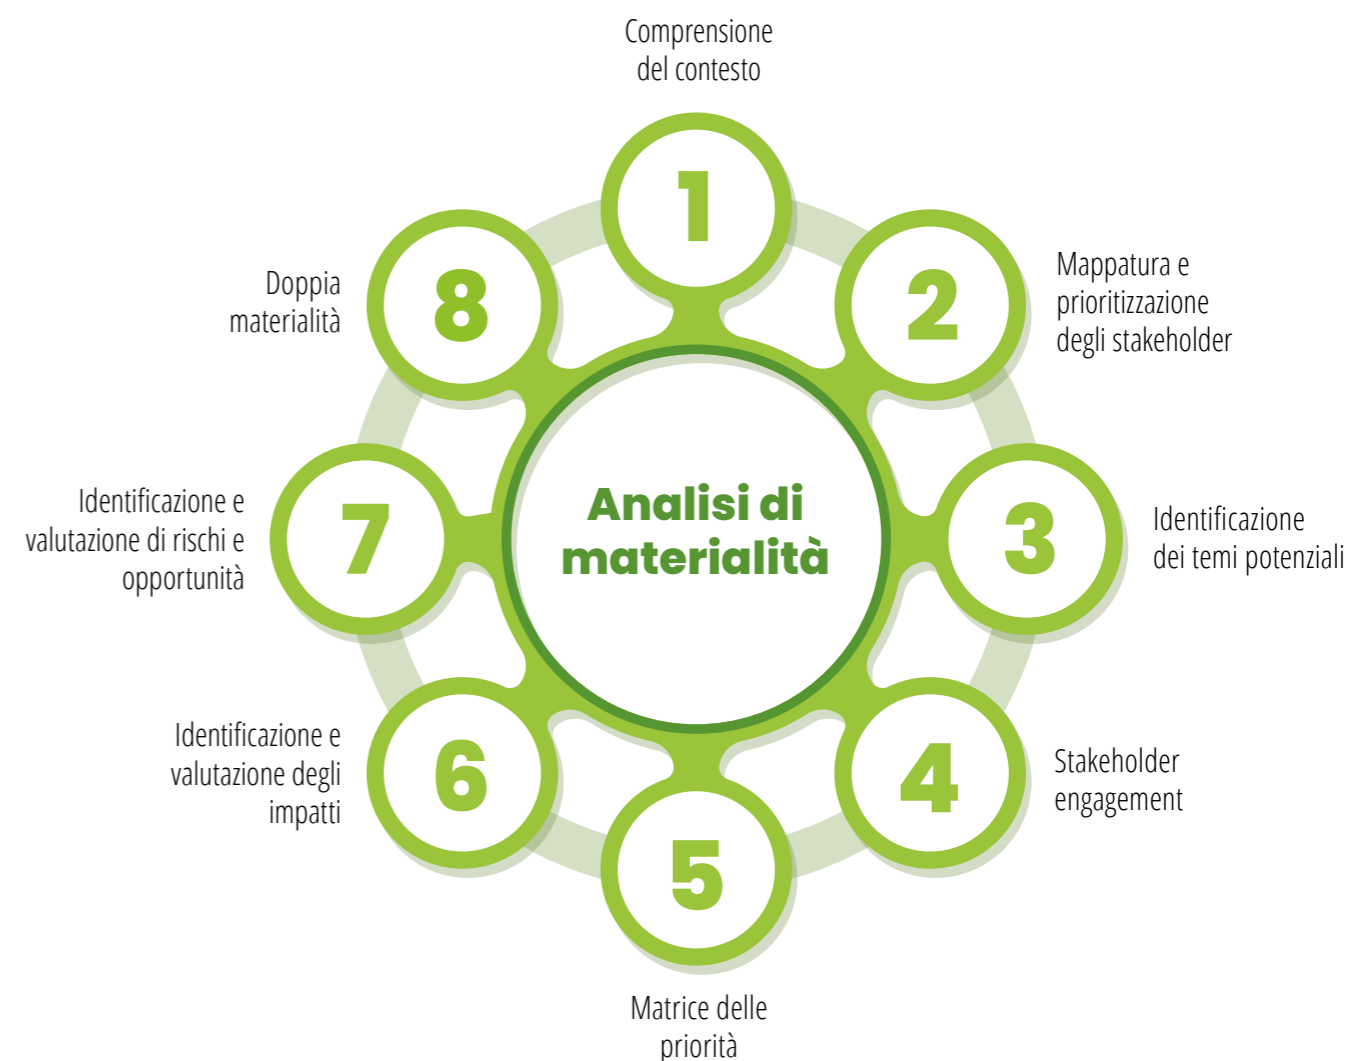 Comprensione
del contesto
1
2
Mappatura e
prioritizzazione
degli stakeholder
3
Identificazione
dei temi potenziali
4
Stakeholder
engagement
5
Matrice delle
priorità
6
Identificazione e
valutazione degli
impatti
7
Identificazione e
valutazione di rischi e
opportunità
8
Doppia
materialità
Analisi di
materialità